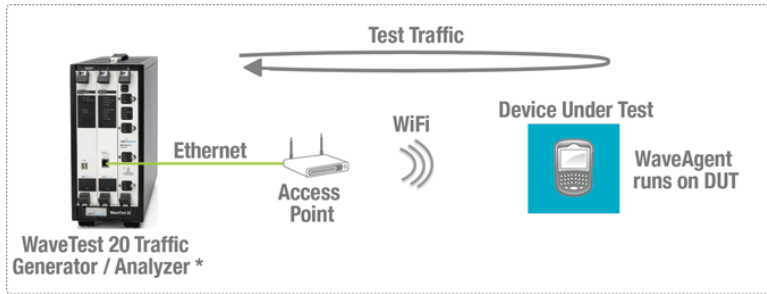 Test Traffic
Device Under Test
WiFi
Ethernet
WaveAgent
runs on DUT
Access
Point
WaveTest 20 Traffic
Generator / Analyzer *